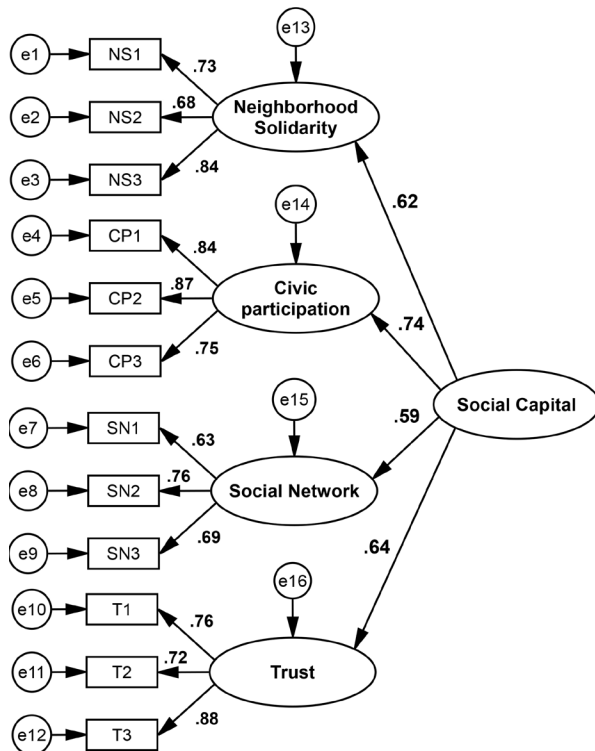 e13
e1
NS1
.73
e2
NS2
.68
Neighborhood
Solidarity
e3
NS3
.84
.62
e14
e4
CP1
.84
e5
CP2
.87
Civic
participation
.74
e6
CP3
.75
e15
Social Capital
.59
e7
SN1
.63
e8
SN2
.76
Social Network
e9
SN3
.69
.64
e16
e10
T1
.76
e11
T2
.72
Trust
e12
T3
.88